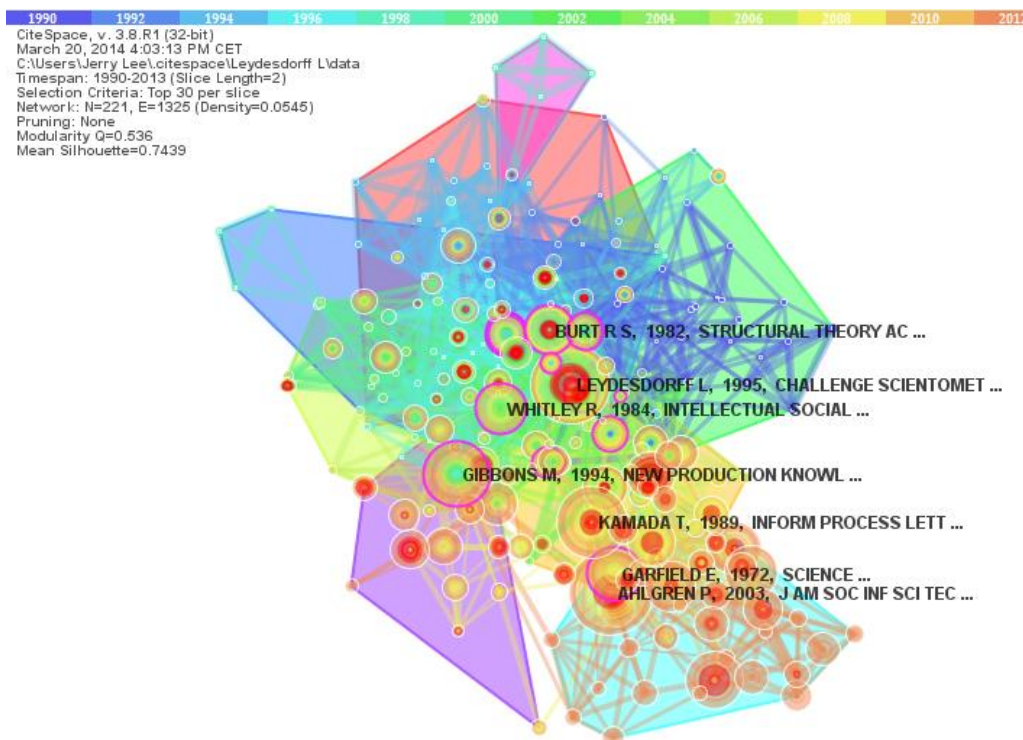 1990 1992 1994 1996 1998 2000 2002 2004 2006 2008 2010 2012
CiteSpace, v. 3.8.R1 (32-bit)
March 20, 2014 4:03:13 PM CET
C:\Users\Jerry Lee\.citespace\Leydesdorff L\data
Timespan: 1990-2013 (Slice Length=2)
Selection Criteria: Top 30 per slice
Network: N=221, E=1325 (Density=0.0545)
Pruning: None
Modularity Q=0.536
Mean Silhouette=0.7439
BURT R S, 1982, STRUCTURAL THEORY AC ...
LEYDESDORFF L, 1995, CHALLENGE SCIENTOMET ...
WHITLEY R, 1984, INTELLECTUAL SOCIAL ...
GIBBONS M, 1994, NEW PRODUCTION KNOWL ...
KAMADA T, 1989, INFORM PROCESS LETT ...
GARFIELD E, 1972, SCIENCE ...
AHLGREN P, 2003, J AM SOC INF SCI TEC ...